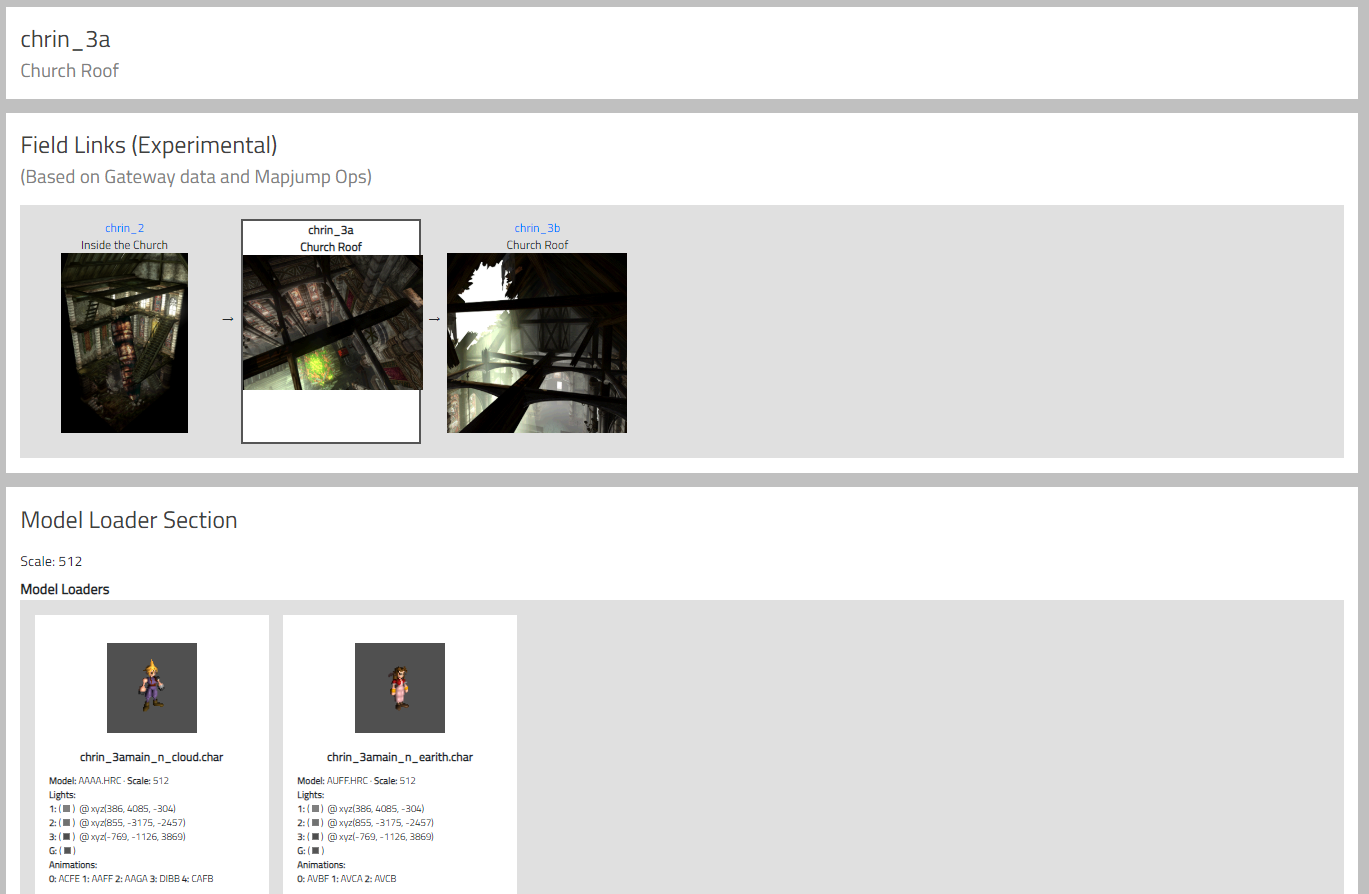 chrin_3a
Church Roof
Field Links (Experimental)
(Based on Gateway data and Mapjump Ops)
chrin_2
Inside the Church
→
chrin_3a
Church Roof
→
chrin_3b
Church Roof
Model Loader Section
Scale: 512
Model Loaders
chrin_3amain_n_cloud.char
Model: AAAA.HRC · Scale: 512
Lights:
1: ( ) @ xyz(386, 4085, -304)
2: ( ) @ xyz(855, -3175, -2457)
3: ( ) @ xyz(-769, -1126, 3869)
G: ( )
Animations:
0: ACFE 1: AAFF 2: AAGA 3: DIBB 4: CAFB
chrin_3amain_n_earith.char
Model: AUFF.HRC · Scale: 512
Lights:
1: ( ) @ xyz(386, 4085, -304)
2: ( ) @ xyz(855, -3175, -2457)
3: ( ) @ xyz(-769, -1126, 3869)
G: ( )
Animations:
0: AVBF 1: AVCA 2: AVCB